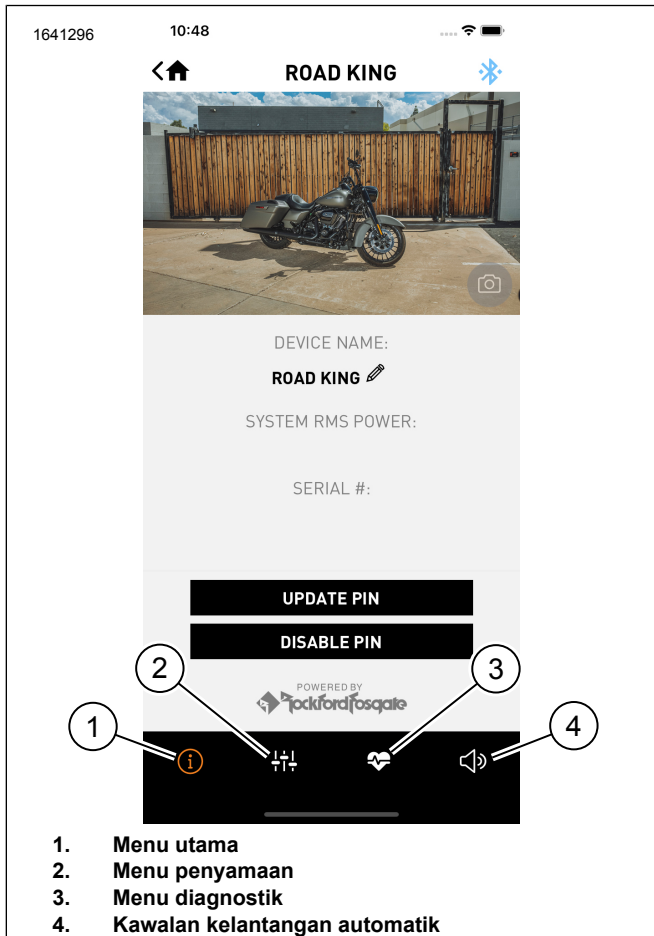 1641296
10:48
ROAD KING
DEVICE NAME:
ROAD KING
SYSTEM RMS POWER:
SERIAL #:
UPDATE PIN
DISABLE PIN
POWERED BY
Rockford Fosgate
1
2
3
4
1. Menu utama
2. Menu penyamaan
3. Menu diagnostik
4. Kawalan kelantangan automatik